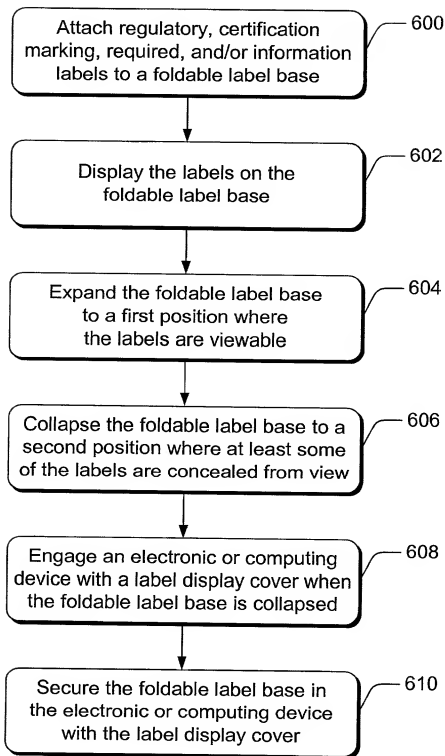 Attach regulatory, certification
marking, required, and/or information
labels to a foldable label base
600
Display the labels on the
foldable label base
602
Expand the foldable label base
to a first position where
the labels are viewable
604
Collapse the foldable label base to a
second position where at least some
of the labels are concealed from view
606
Engage an electronic or computing
device with a label display cover when
the foldable label base is collapsed
608
Secure the foldable label base in
the electronic or computing device
with the label display cover
610